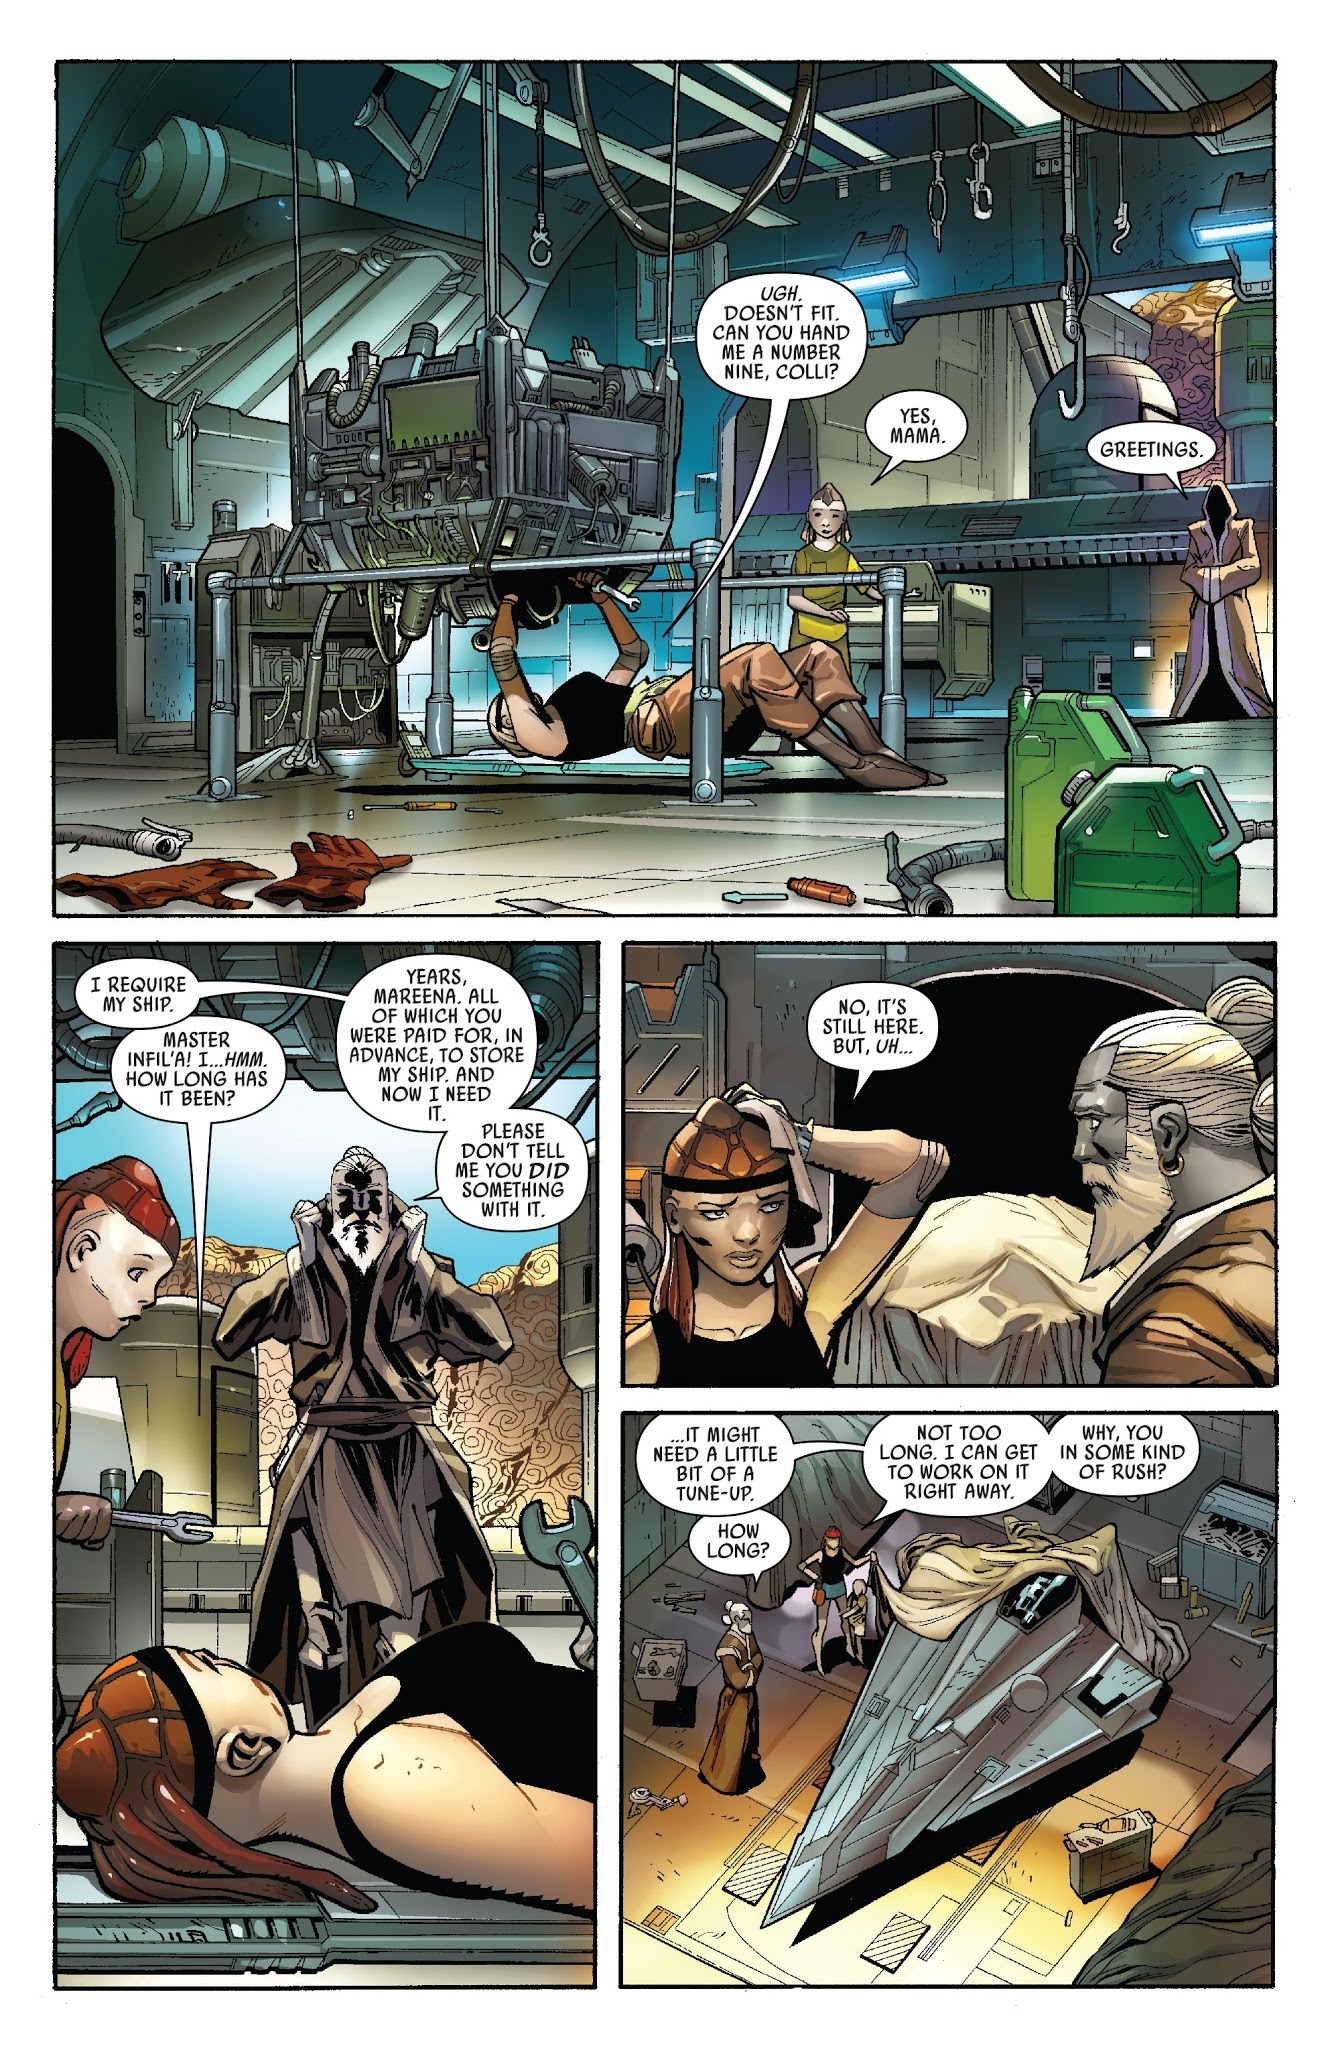 UGH.
DOESN'T FIT.
CAN YOU HAND
ME A NUMBER
NINE, COLLI?
YES,
MAMA.
GREETINGS.
I REQUIRE
MY SHIP.
MASTER
INFIL'A! I...HMM.
HOW LONG HAS
IT BEEN?
YEARS,
MAREENA. ALL
OF WHICH YOU
WERE PAID FOR, IN
ADVANCE, TO STORE
MY SHIP. AND
NOW I NEED
IT.
PLEASE
DON'T TELL
ME YOU DID
SOMETHING
WITH IT.
NO, IT'S
STILL HERE.
BUT, UH...
...IT MIGHT
NEED A LITTLE
BIT OF A
TUNE-UP.
HOW
LONG?
NOT TOO
LONG. I CAN GET
TO WORK ON IT
RIGHT AWAY.
WHY, YOU
IN SOME KIND
OF RUSH?